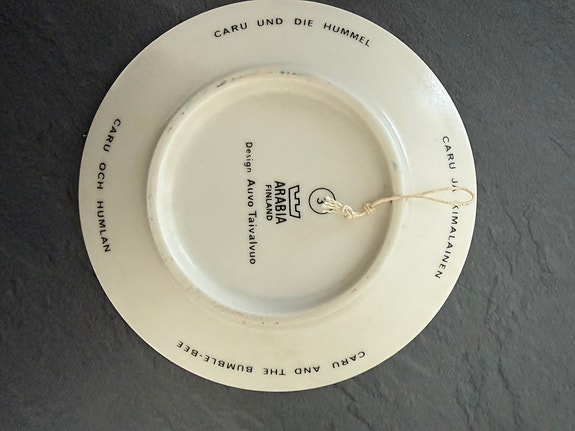 CARU UND DIE HUMMEL
CARU KIMALAINEN
CARU AND THE BUMBLE-BEE
CARU OCH HUMLAN
3
ARABIA
FINLAND
Design Auvo Taivalvuo